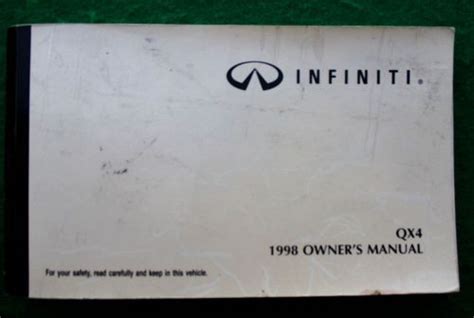 INFINITI®
QX4
1998 OWNER'S MANUAL
For your safety, read carefully and keep in this vehicle.